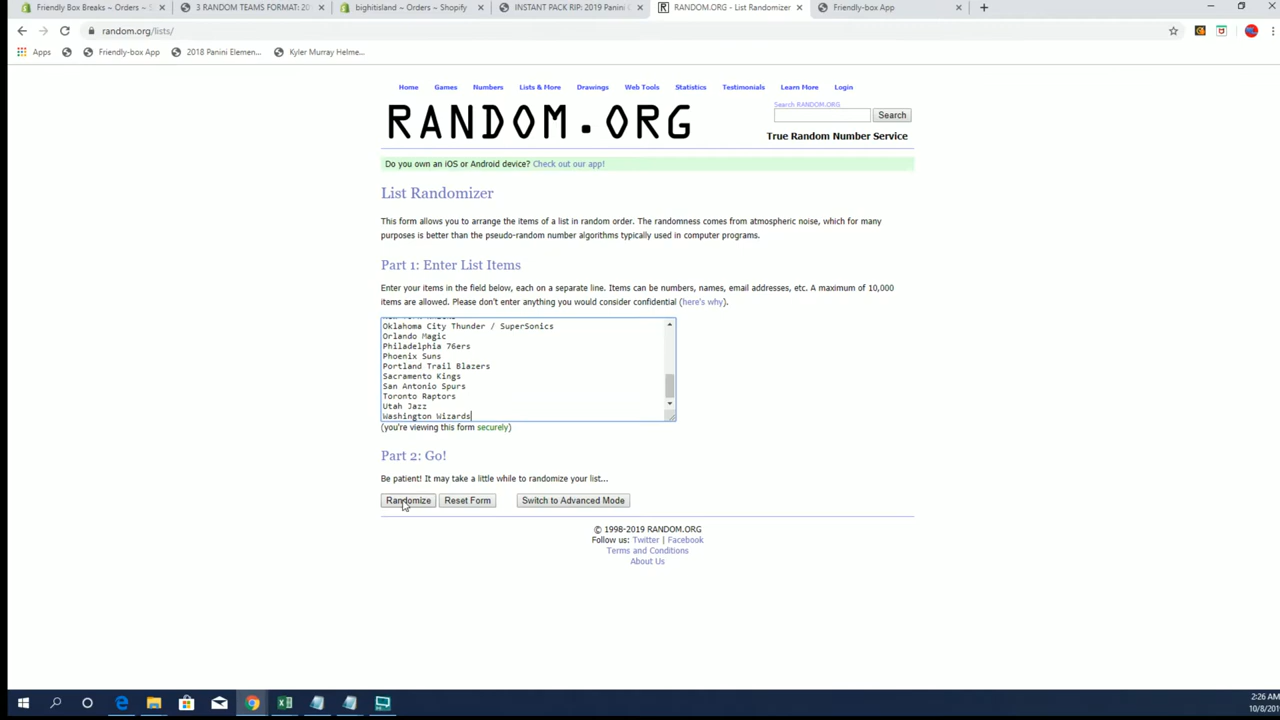 Friendly Box Breaks ~ Orders ~ S
3 RANDOM TEAMS FORMAT: 20
bighitisland ~ Orders ~ Shopify
INSTANT PACK RIP: 2019 Panini
RANDOM.ORG - List Randomizer
Friendly-box App
random.org/lists/
Apps
Friendly-box App
2018 Panini Elemen...
Kyler Murray Helme...
Home Games Numbers Lists & More Drawings Web Tools Statistics Testimonials Learn More Login
RANDOM.ORG
Search RANDOM.ORG
Search
True Random Number Service
Do you own an iOS or Android device? Check out our app!
List Randomizer
This form allows you to arrange the items of a list in random order. The randomness comes from atmospheric noise, which for many
purposes is better than the pseudo-random number algorithms typically used in computer programs.
Part 1: Enter List Items
Enter your items in the field below, each on a separate line. Items can be numbers, names, email addresses, etc. A maximum of 10,000
items are allowed. Please don't enter anything you would consider confidential (here's why).
Oklahoma City Thunder / SuperSonics
Orlando Magic
Philadelphia 76ers
Phoenix Suns
Portland Trail Blazers
Sacramento Kings
San Antonio Spurs
Toronto Raptors
Utah Jazz
Washington Wizards
(you're viewing this form securely)
Part 2: Go!
Be patient! It may take a little while to randomize your list...
Randomize
Reset Form
Switch to Advanced Mode
© 1998-2019 RANDOM.ORG
Follow us: Twitter | Facebook
Terms and Conditions
About Us
2:26 AM
10/8/201